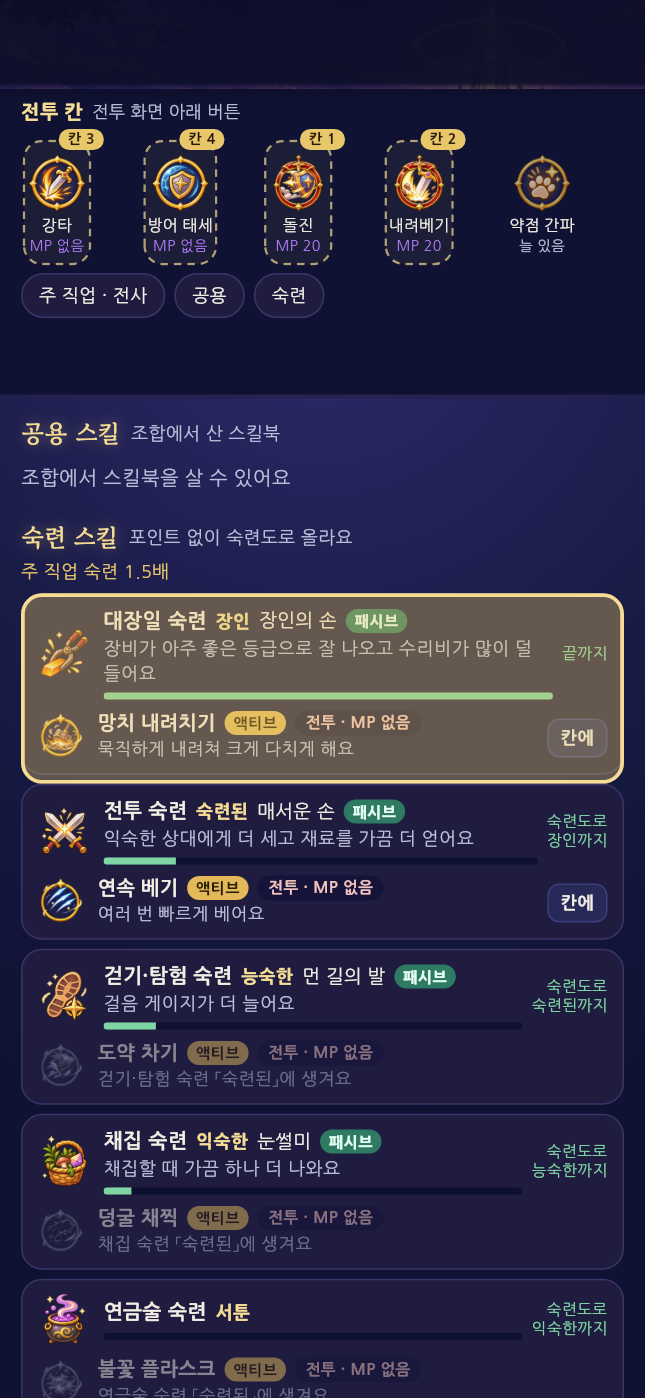 전투 칸 전투 화면 아래 버튼
칸 3 칸 4 칸 1 칸 2
강타 방어 태세 돌진 내려베기 약점 간파
MP 없음 MP 없음 MP 20 MP 20 늘 있음
주 직업 · 전사 공용 숙련
공용 스킬 조합에서 산 스킬북
조합에서 스킬북을 살 수 있어요
숙련 스킬 포인트 없이 숙련도로 올라요
주 직업 숙련 1.5배
대장일 숙련 장인 장인의 손 패시브
장비가 아주 좋은 등급으로 잘 나오고 수리비가 많이 덜
들어요
끝까지
망치 내려치기 액티브 전투 · MP 없음
묵직하게 내려쳐 크게 다치게 해요
칸에
전투 숙련 숙련된 매서운 손 패시브
익숙한 상대에게 더 세고 재료를 가끔 더 얻어요
숙련도로
장인까지
연속 베기 액티브 전투 · MP 없음
여러 번 빠르게 베어요
칸에
걷기·탐험 숙련 능숙한 먼 길의 발 패시브
걸음 게이지가 더 늘어요
숙련도로
숙련된까지
도약 차기 액티브 전투 · MP 없음
걷기·탐험 숙련 「숙련된」에 생겨요
채집 숙련 익숙한 눈썰미 패시브
채집할 때 가끔 하나 더 나와요
숙련도로
능숙한까지
덩굴 채찍 액티브 전투 · MP 없음
채집 숙련 「숙련된」에 생겨요
연금술 숙련 서툰
숙련도로
익숙한까지
불꽃 플라스크 액티브 전투 · MP 없음
연금술 숙련 「숙련된」에 생겨요